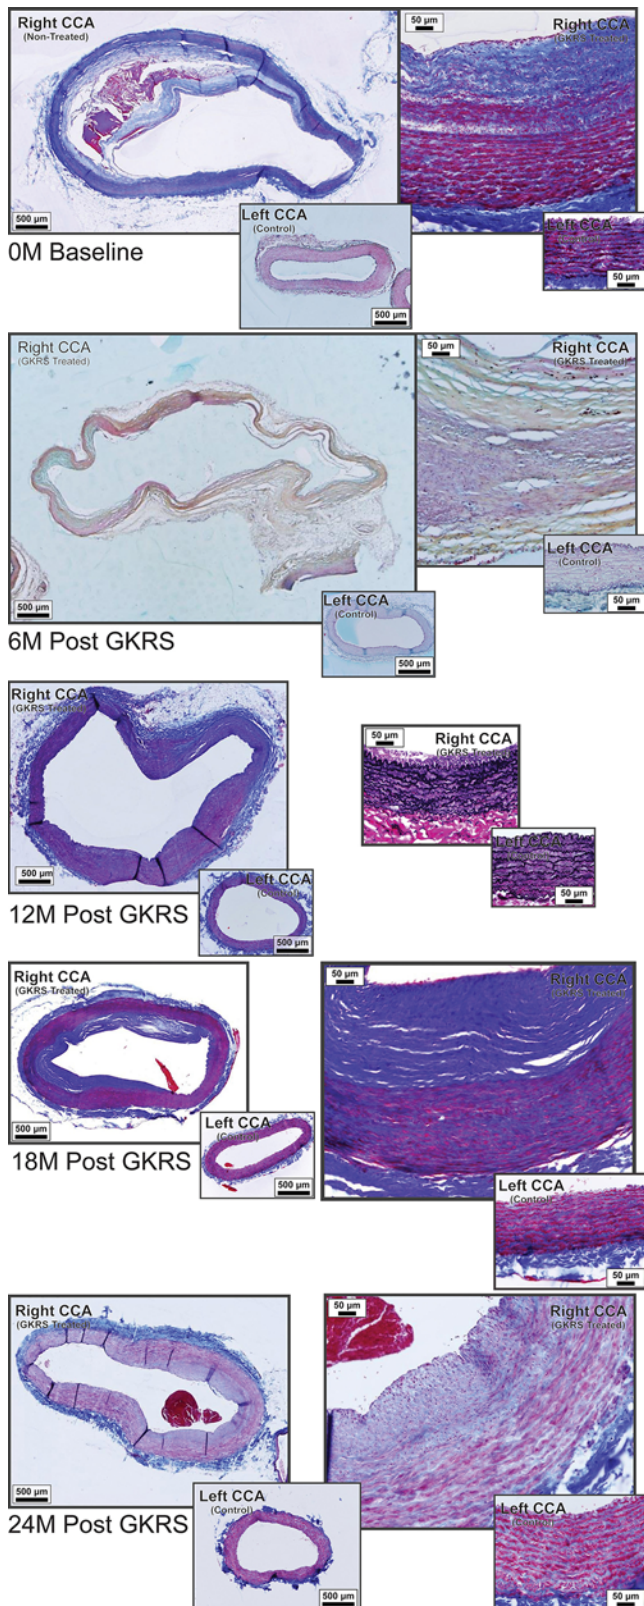 Right CCA
(Non-Treated)
500 µm
50 µm
Right CCA
(GKRS Treated)
0M Baseline
Left CCA
(Control)
500 µm
Left CCA
(Control)
50 µm
Right CCA
(GKRS Treated)
500 µm
50 µm
Right CCA
(GKRS Treated)
6M Post GKRS
Left CCA
(Control)
500 µm
Left CCA
(Control)
50 µm
Right CCA
(GKRS Treated)
500 µm
12M Post GKRS
Left CCA
(Control)
500 µm
50 µm
Right CCA
(GKRS Treated)
Left CCA
(Control)
50 µm
Right CCA
(GKRS Treated)
500 µm
18M Post GKRS
Left CCA
(Control)
500 µm
50 µm
Right CCA
(GKRS Treated)
Left CCA
(Control)
50 µm
Right CCA
(GKRS Treated)
500 µm
24M Post GKRS
Left CCA
(Control)
500 µm
50 µm
Right CCA
(GKRS Treated)
Left CCA
(Control)
50 µm